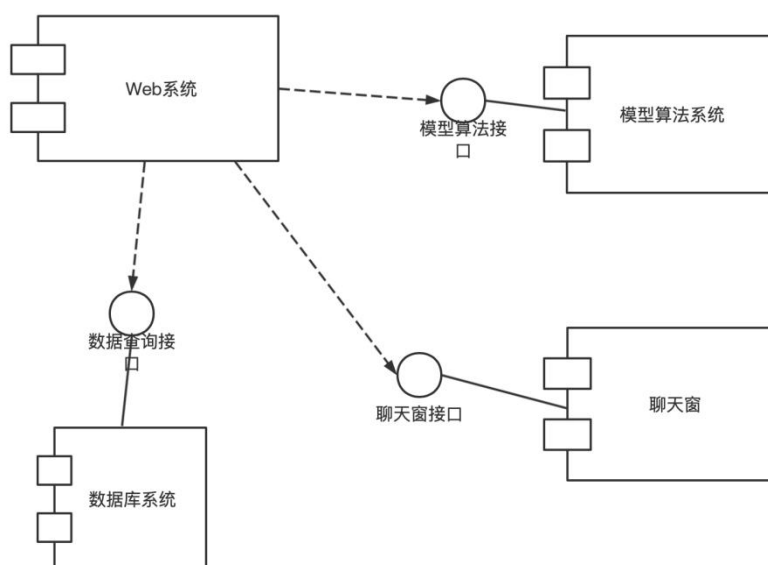 Web系统
模型算法接
口
模型算法系统
数据查询接
口
聊天窗接口
聊天窗
数据库系统